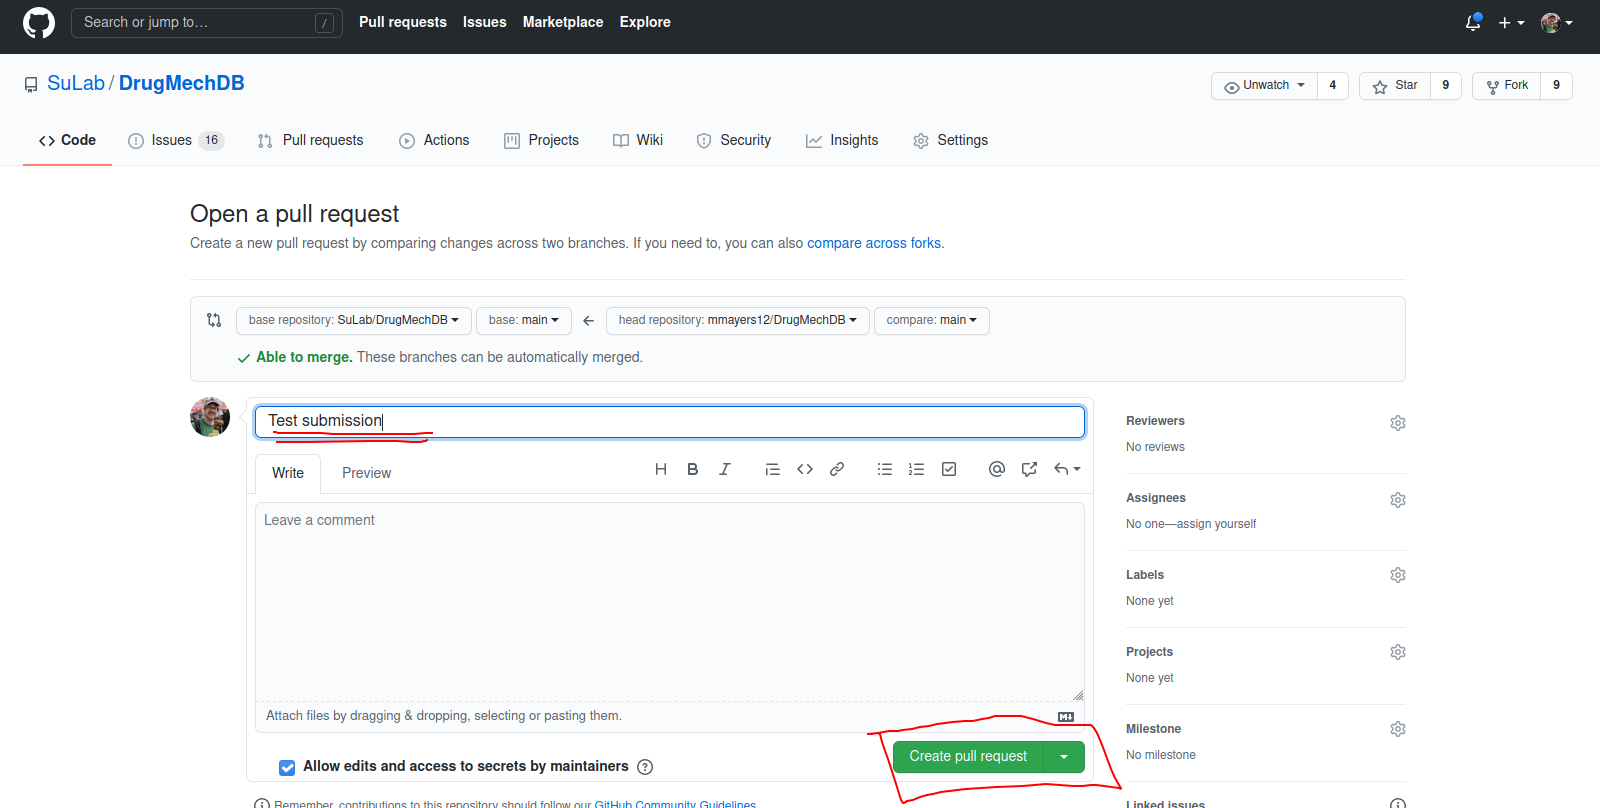 Search or jump to… /
Pull requests Issues Marketplace Explore
SuLab / DrugMechDB
Unwatch 4 Star 9 Fork 9
Code Issues 16 Pull requests Actions Projects Wiki Security Insights Settings
Open a pull request
Create a new pull request by comparing changes across two branches. If you need to, you can also compare across forks.
base repository: SuLab/DrugMechDB base: main ← head repository: mmayers12/DrugMechDB compare: main
Able to merge. These branches can be automatically merged.
Test submission
Write Preview
Leave a comment
Attach files by dragging & dropping, selecting or pasting them.
Allow edits and access to secrets by maintainers
Create pull request
Remember, contributions to this repository should follow our GitHub Community Guidelines.
Reviewers
No reviews
Assignees
No one—assign yourself
Labels
None yet
Projects
None yet
Milestone
No milestone
Linked issues